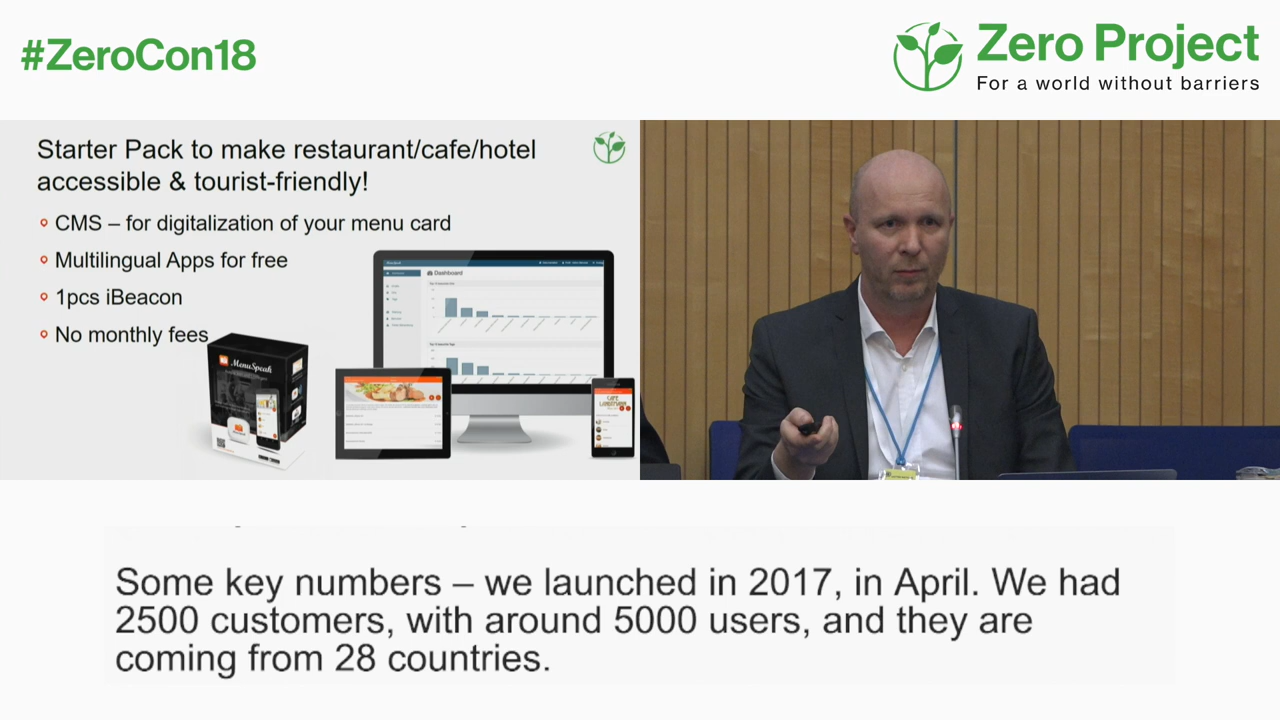 #ZeroCon18
Zero Project
For a world without barriers
Starter Pack to make restaurant/cafe/hotel
accessible & tourist-friendly!
CMS – for digitalization of your menu card
Multilingual Apps for free
1pcs iBeacon
No monthly fees
MenuSpeak
Dashboard
Some key numbers – we launched in 2017, in April. We had
2500 customers, with around 5000 users, and they are
coming from 28 countries.